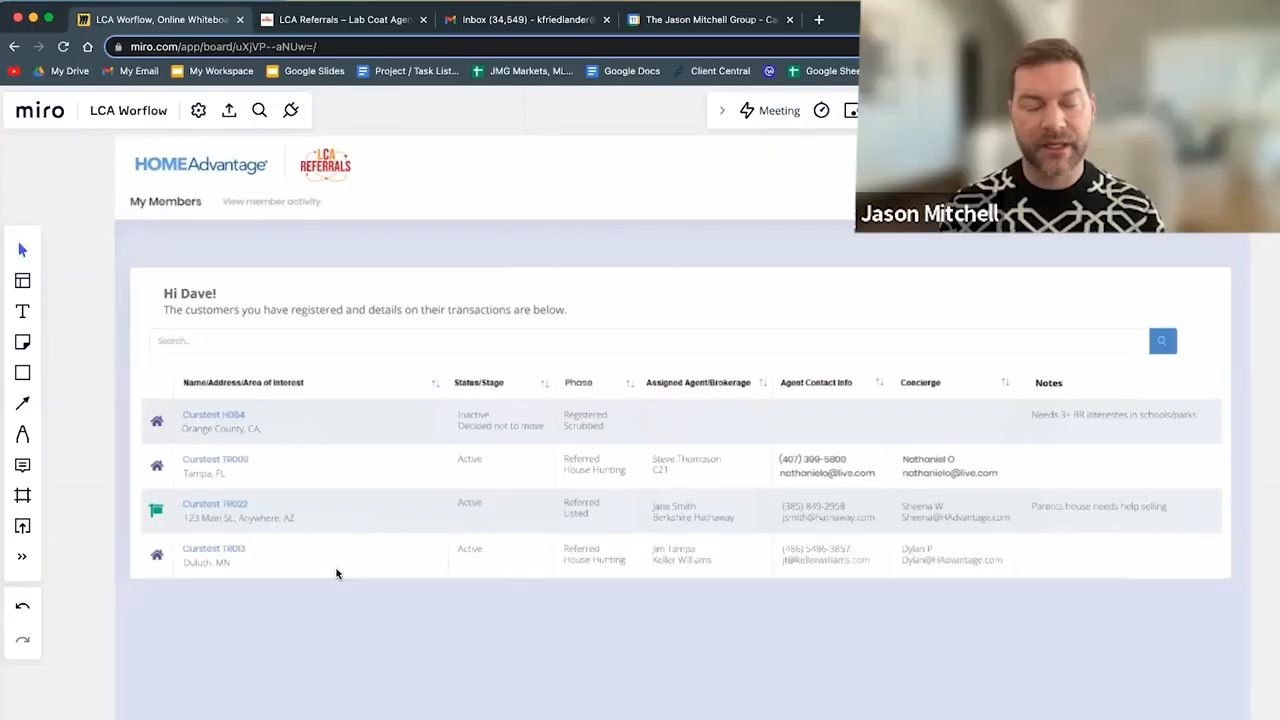 LCA Worflow, Online Whiteboa
LCA Referrals – Lab Coat Agen
Inbox (34,549) - kfriedlander@
The Jason Mitchell Group - Ca
miro.com/app/board/uXjVP--aNUw=/
My Drive
My Email
My Workspace
Google Slides
Project / Task List...
JMG Markets, ML...
Google Docs
Client Central
Google Shee
miro
LCA Worflow
Meeting
HOMEAdvantage
LCA
REFERRALS
My Members
View member activity.
Jason Mitchell
Hi Dave!
The customers you have registered and details on their transactions are below.
Search..
Name/Address/Area of Interest
Status/Stage
Phase
Assigned Agent/Brokerage
Agent Contact Info
Concierge
Notes
Curstest H064
Orange County, CA,
Inactive
Decided not to move
Registered
Scrubbed
Needs 3+ BR interestes in schools/parks
Curstest TR009
Tampa, FL
Active
Referred
House Hunting
Steve Thomoson
C21
(407) 399-5800
nathanielo@live.com
Nathaniel O
nathanielo@live.com
Curstest TR022
123 Main St., Anywhere, AZ
Active
Referred
Listed
Jane Smith
Berkshire Hathaway
(385) 849-2958
jsmith@hathaway.com
Sheena W
Sheena@HAdvantage.com
Parents house needs help selling
Curstest TR013
Duluth, MN
Active
Referred
House Hunting
Jim Tampa
Keller Williams
(486) 5486-3857
jt@kellerwilliams.com
Dylan P
Dylan@HAdvantage.com